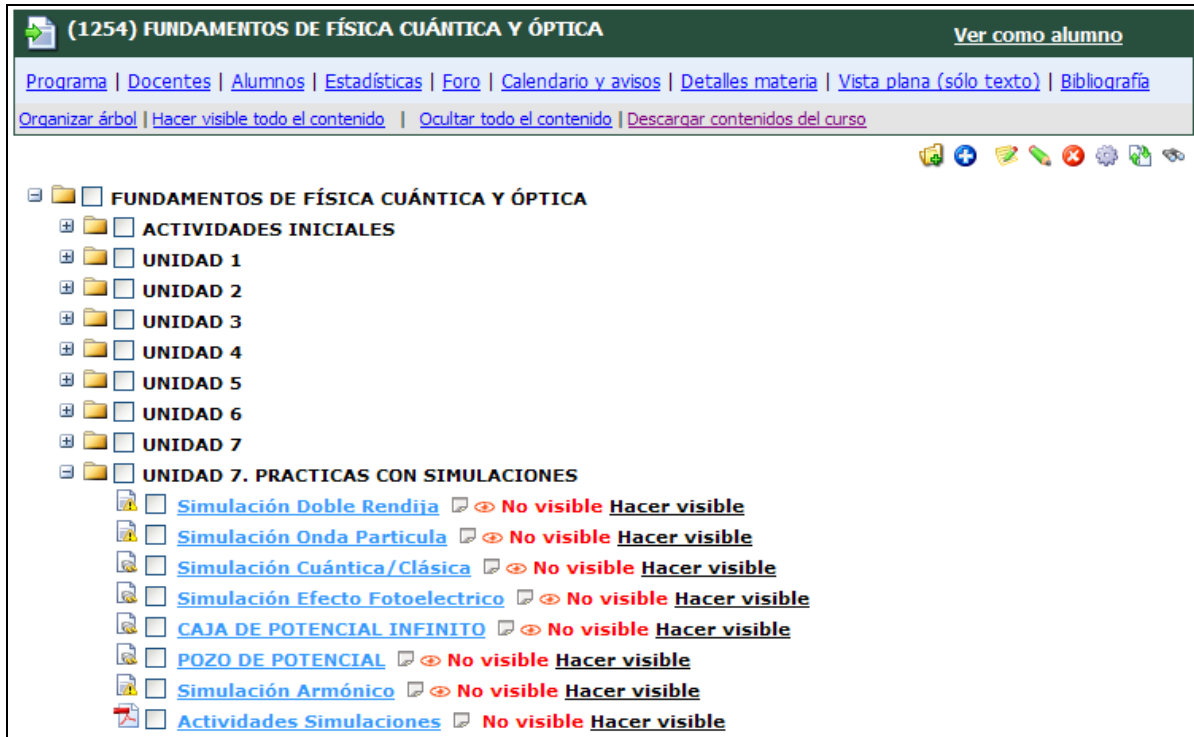 (1254) FUNDAMENTOS DE FÍSICA CUÁNTICA Y ÓPTICA Ver como alumno
Programa | Docentes | Alumnos | Estadísticas | Foro | Calendario y avisos | Detalles materia | Vista plana (sólo texto) | Bibliografía
Organizar árbol | Hacer visible todo el contenido | Ocultar todo el contenido | Descargar contenidos del curso
FUNDAMENTOS DE FÍSICA CUÁNTICA Y ÓPTICA
ACTIVIDADES INICIALES
UNIDAD 1
UNIDAD 2
UNIDAD 3
UNIDAD 4
UNIDAD 5
UNIDAD 6
UNIDAD 7
UNIDAD 7. PRACTICAS CON SIMULACIONES
Simulación Doble Rendija No visible Hacer visible
Simulación Onda Particula No visible Hacer visible
Simulación Cuántica/Clásica No visible Hacer visible
Simulación Efecto Fotoelectrico No visible Hacer visible
CAJA DE POTENCIAL INFINITO No visible Hacer visible
POZO DE POTENCIAL No visible Hacer visible
Simulación Armónico No visible Hacer visible
Actividades Simulaciones No visible Hacer visible